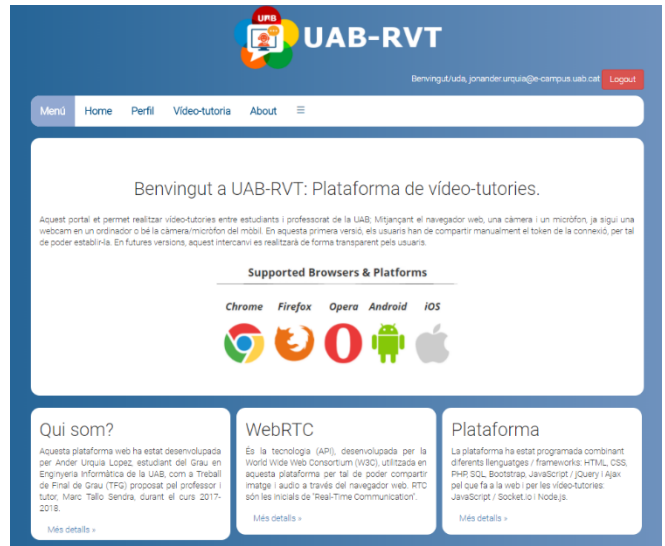 UAB
UAB-RVT
Benvingut/uda, jonander.urquia@e-campus.uab.cat Logout
Menú Home Perfil Vídeo-tutoria About ☰
Benvingut a UAB-RVT: Plataforma de vídeo-tutories.
Aquest portal et permet realitzar vídeo-tutories entre estudiants i professorat de la UAB; Mitjançant el navegador web, una càmera i un micròfon, ja sigui una
webcam en un ordinador o bé la càmera/micròfon del mòbil. En aquesta primera versió, els usuaris han de compartir manualment el token de la connexió, per tal
de poder establir-la. En futures versions, aquest intercanvi es realitzarà de forma transparent pels usuaris.
Supported Browsers & Platforms
Chrome Firefox Opera Android iOS
Qui som?
Aquesta plataforma web ha estat desenvolupada
per Ander Urquia Lopez, estudiant del Grau en
Enginyeria Informàtica de la UAB, com a Treball
de Final de Grau (TFG) proposat pel professor i
tutor, Marc Tallo Sendra, durant el curs 2017-
2018.
Més detalls »
WebRTC
És la tecnologia (API), desenvolupada per la
World Wide Web Consortium (W3C), utilitzada en
aquesta plataforma per tal de poder compartir
imatge i audio a través del navegador web. RTC
són les inicials de "Real-Time Communication".
Més detalls »
Plataforma
La plataforma ha estat programada combinant
diferents llenguatges / frameworks: HTML, CSS,
PHP, SQL, Bootstrap, JavaScript / jQuery i Ajax
pel que fa a la web i per les vídeo-tutories:
JavaScript / Socket.io i Node.js.
Més detalls »